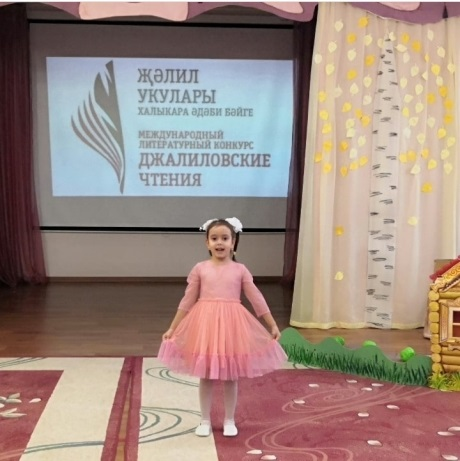 ҖӘЛИЛ
УКУЛАРЫ
ХАЛЫКАРА ӘДӘБИ БӘЙГЕ
МЕЖДУНАРОДНЫЙ
ЛИТЕРАТУРНЫЙ КОНКУРС
ДЖАЛИЛОВСКИЕ
ЧТЕНИЯ